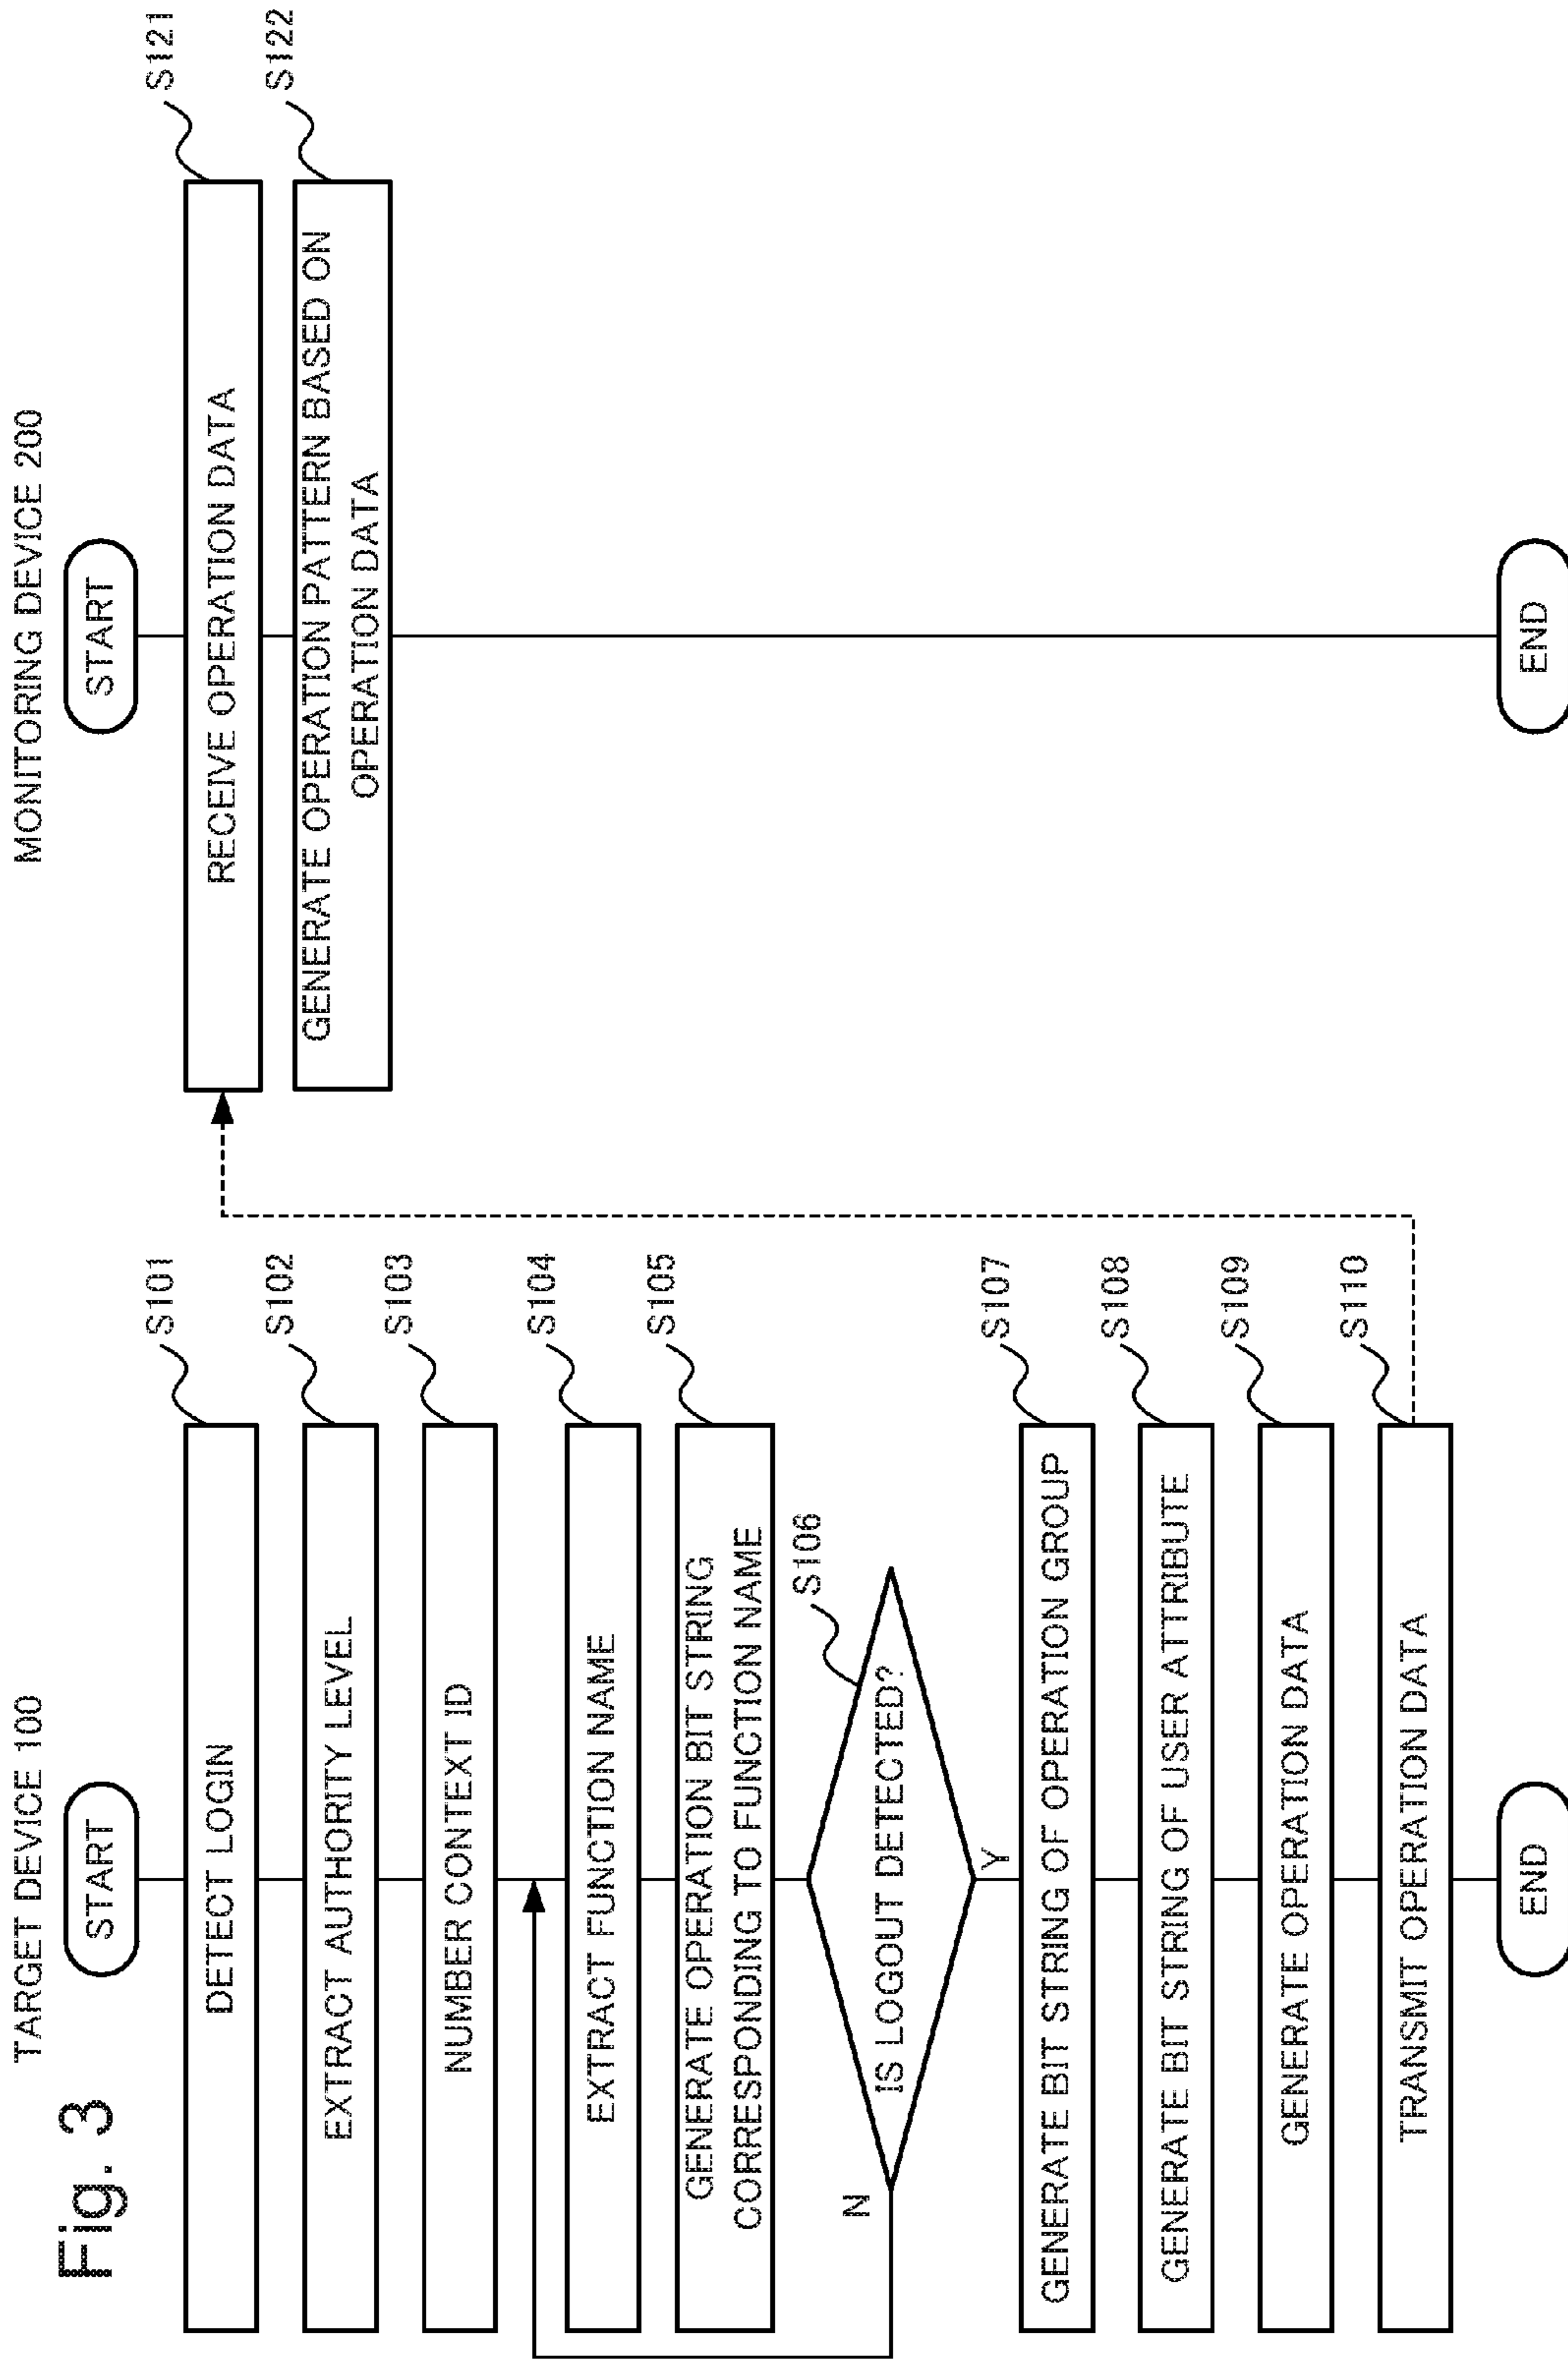 Fig. 3
TARGET DEVICE 100
START
DETECT LOGIN
S101
EXTRACT AUTHORITY LEVEL
S102
NUMBER CONTEXT ID
S103
EXTRACT FUNCTION NAME
S104
GENERATE OPERATION BIT STRING
CORRESPONDING TO FUNCTION NAME
S105
IS LOGOUT DETECTED?
S106
N
Y
GENERATE BIT STRING OF OPERATION GROUP
S107
GENERATE BIT STRING OF USER ATTRIBUTE
S108
GENERATE OPERATION DATA
S109
TRANSMIT OPERATION DATA
S110
END
MONITORING DEVICE 200
START
RECEIVE OPERATION DATA
S121
GENERATE OPERATION PATTERN BASED ON
OPERATION DATA
S122
END